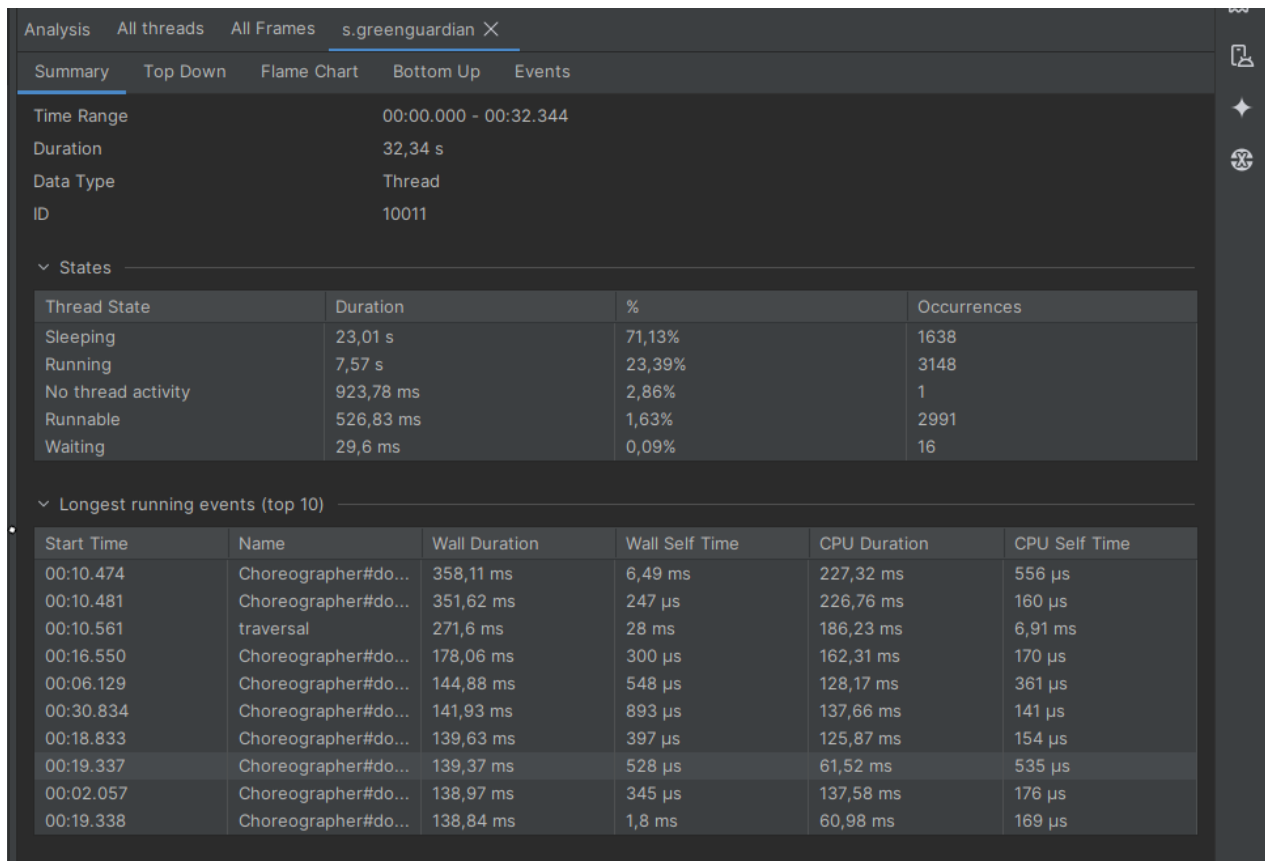 Analysis All threads All Frames s.greenguardian
Summary Top Down Flame Chart Bottom Up Events
Time Range 00:00.000 - 00:32.344
Duration 32,34 s
Data Type Thread
ID 10011
States
Thread State Duration % Occurrences
Sleeping 23,01 s 71,13% 1638
Running 7,57 s 23,39% 3148
No thread activity 923,78 ms 2,86% 1
Runnable 526,83 ms 1,63% 2991
Waiting 29,6 ms 0,09% 16
Longest running events (top 10)
Start Time Name Wall Duration Wall Self Time CPU Duration CPU Self Time
00:10.474 Choreographer#do... 358,11 ms 6,49 ms 227,32 ms 556 µs
00:10.481 Choreographer#do... 351,62 ms 247 µs 226,76 ms 160 µs
00:10.561 traversal 271,6 ms 28 ms 186,23 ms 6,91 ms
00:16.550 Choreographer#do... 178,06 ms 300 µs 162,31 ms 170 µs
00:06.129 Choreographer#do... 144,88 ms 548 µs 128,17 ms 361 µs
00:30.834 Choreographer#do... 141,93 ms 893 µs 137,66 ms 141 µs
00:18.833 Choreographer#do... 139,63 ms 397 µs 125,87 ms 154 µs
00:19.337 Choreographer#do... 139,37 ms 528 µs 61,52 ms 535 µs
00:02.057 Choreographer#do... 138,97 ms 345 µs 137,58 ms 176 µs
00:19.338 Choreographer#do... 138,84 ms 1,8 ms 60,98 ms 169 µs